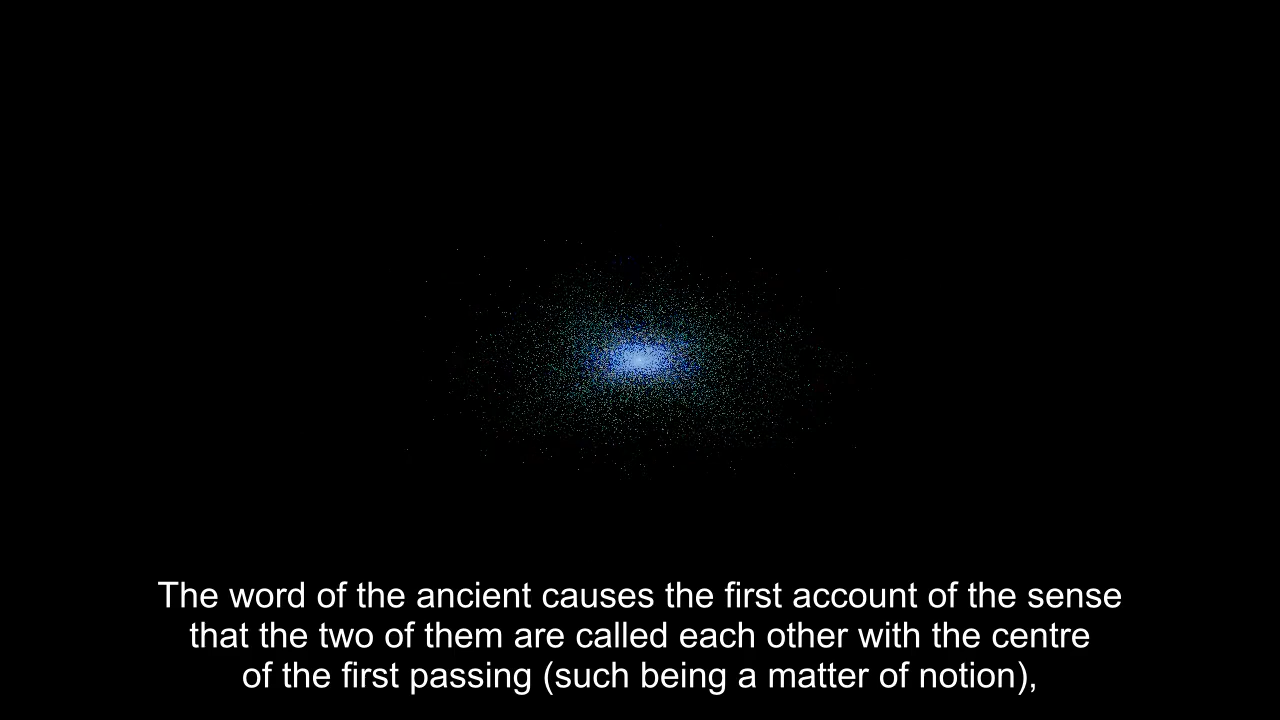 The word of the ancient causes the first account of the sense
that the two of them are called each other with the centre
of the first passing (such being a matter of notion),